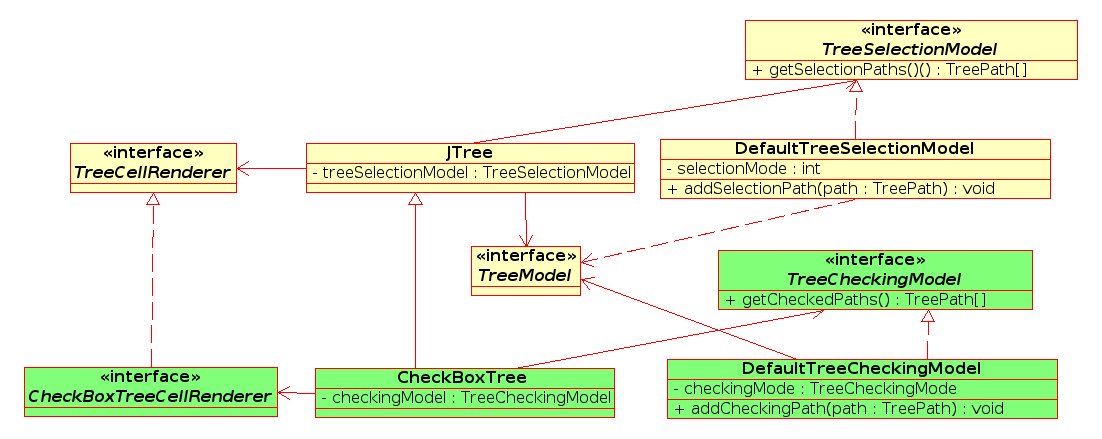 «interface»
TreeSelectionModel
+ getSelectionPaths()() : TreePath[]
«interface»
TreeCellRenderer
JTree
- treeSelectionModel : TreeSelectionModel
DefaultTreeSelectionModel
- selectionMode : int
+ addSelectionPath(path : TreePath) : void
«interface»
TreeModel
«interface»
TreeCheckingModel
+ getCheckedPaths() : TreePath[]
«interface»
CheckBoxTreeCellRenderer
CheckBoxTree
- checkingModel : TreeCheckingModel
DefaultTreeCheckingModel
- checkingMode : TreeCheckingMode
+ addCheckingPath(path : TreePath) : void